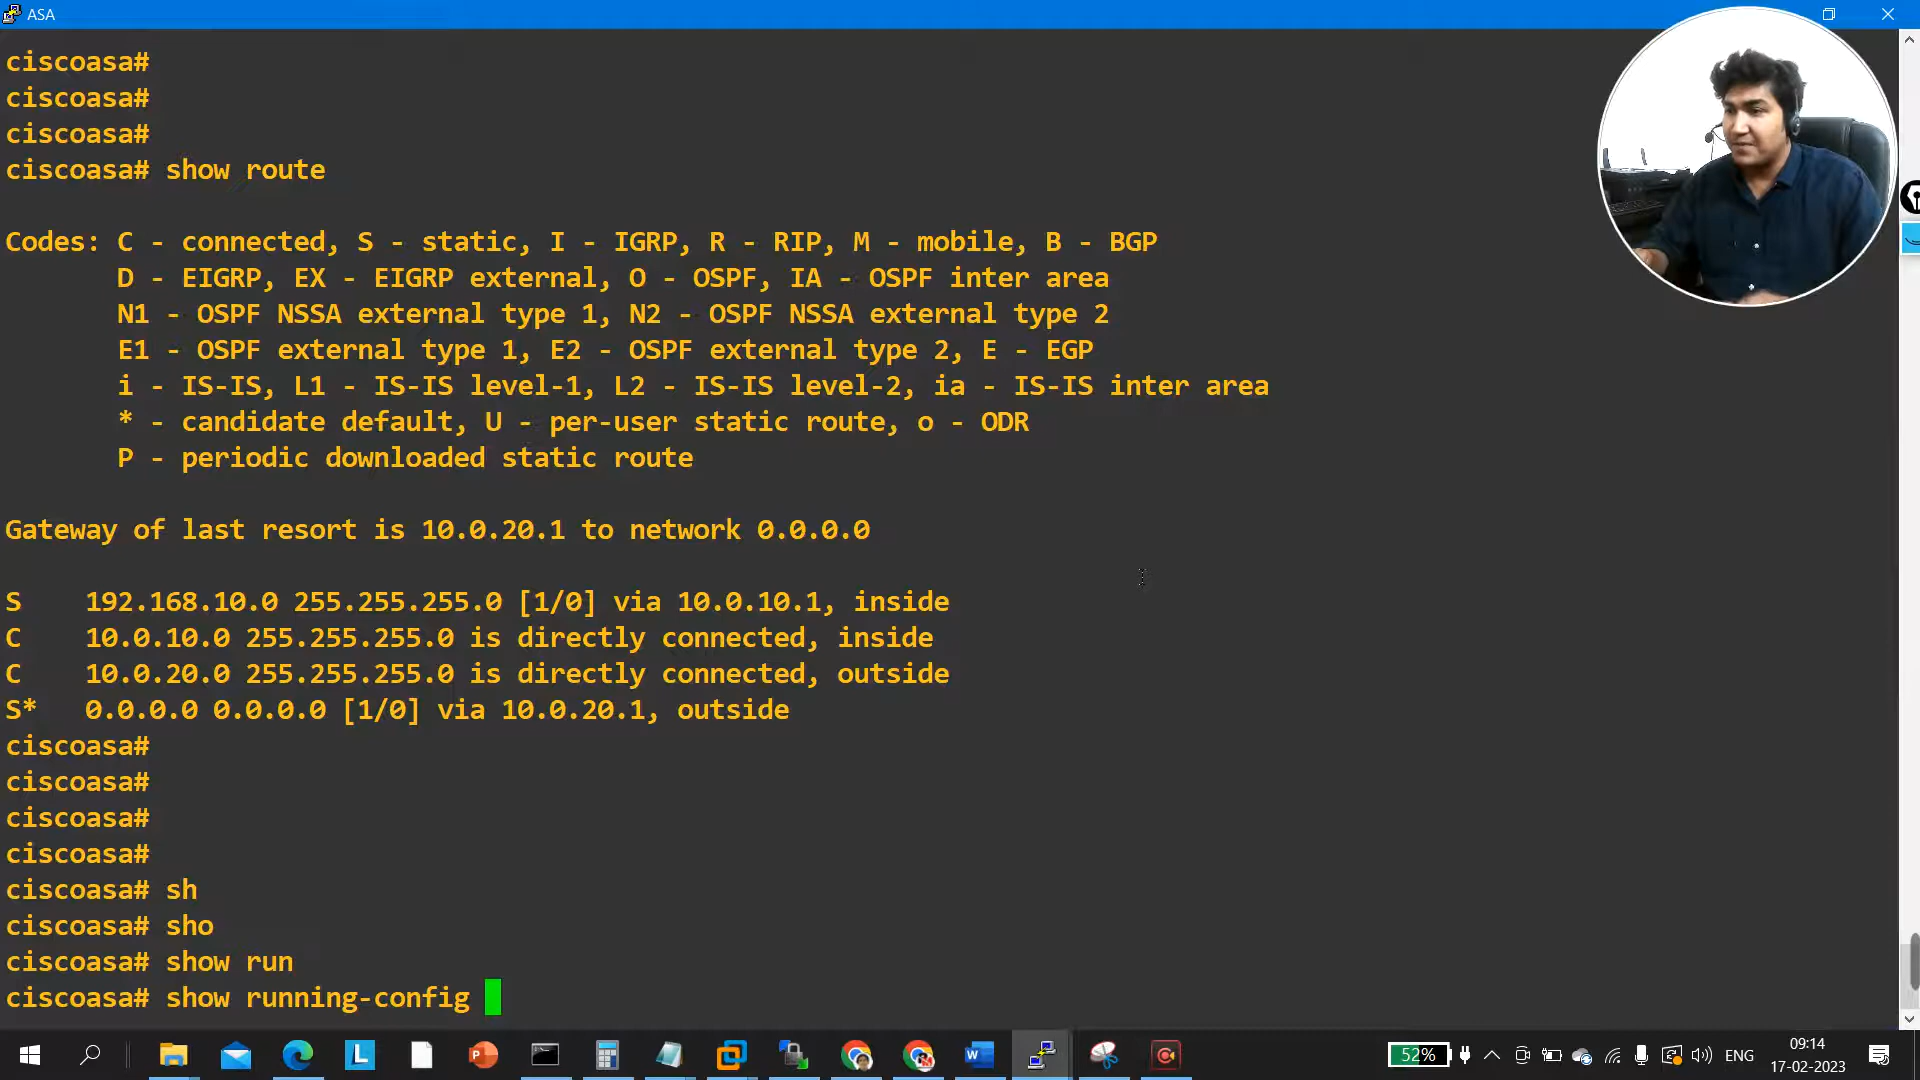 ASA
ciscoasa#
ciscoasa#
ciscoasa#
ciscoasa# show route
Codes: C - connected, S - static, I - IGRP, R - RIP, M - mobile, B - BGP
D - EIGRP, EX - EIGRP external, O - OSPF, IA - OSPF inter area
N1 - OSPF NSSA external type 1, N2 - OSPF NSSA external type 2
E1 - OSPF external type 1, E2 - OSPF external type 2, E - EGP
i - IS-IS, L1 - IS-IS level-1, L2 - IS-IS level-2, ia - IS-IS inter area
* - candidate default, U - per-user static route, o - ODR
P - periodic downloaded static route
Gateway of last resort is 10.0.20.1 to network 0.0.0.0
S 192.168.10.0 255.255.255.0 [1/0] via 10.0.10.1, inside
C 10.0.10.0 255.255.255.0 is directly connected, inside
C 10.0.20.0 255.255.255.0 is directly connected, outside
S* 0.0.0.0 0.0.0.0 [1/0] via 10.0.20.1, outside
ciscoasa#
ciscoasa#
ciscoasa#
ciscoasa#
ciscoasa# sh
ciscoasa# sho
ciscoasa# show run
ciscoasa# show running-config
52%
ENG
09:14
17-02-2023